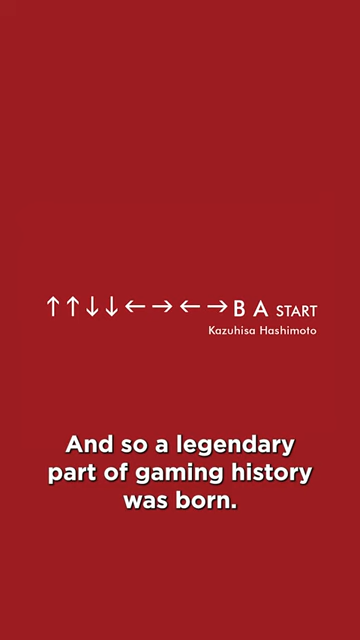 ↑↑↓↓←→←→B A START
Kazuhisa Hashimoto
And so a legendary
part of gaming history
was born.